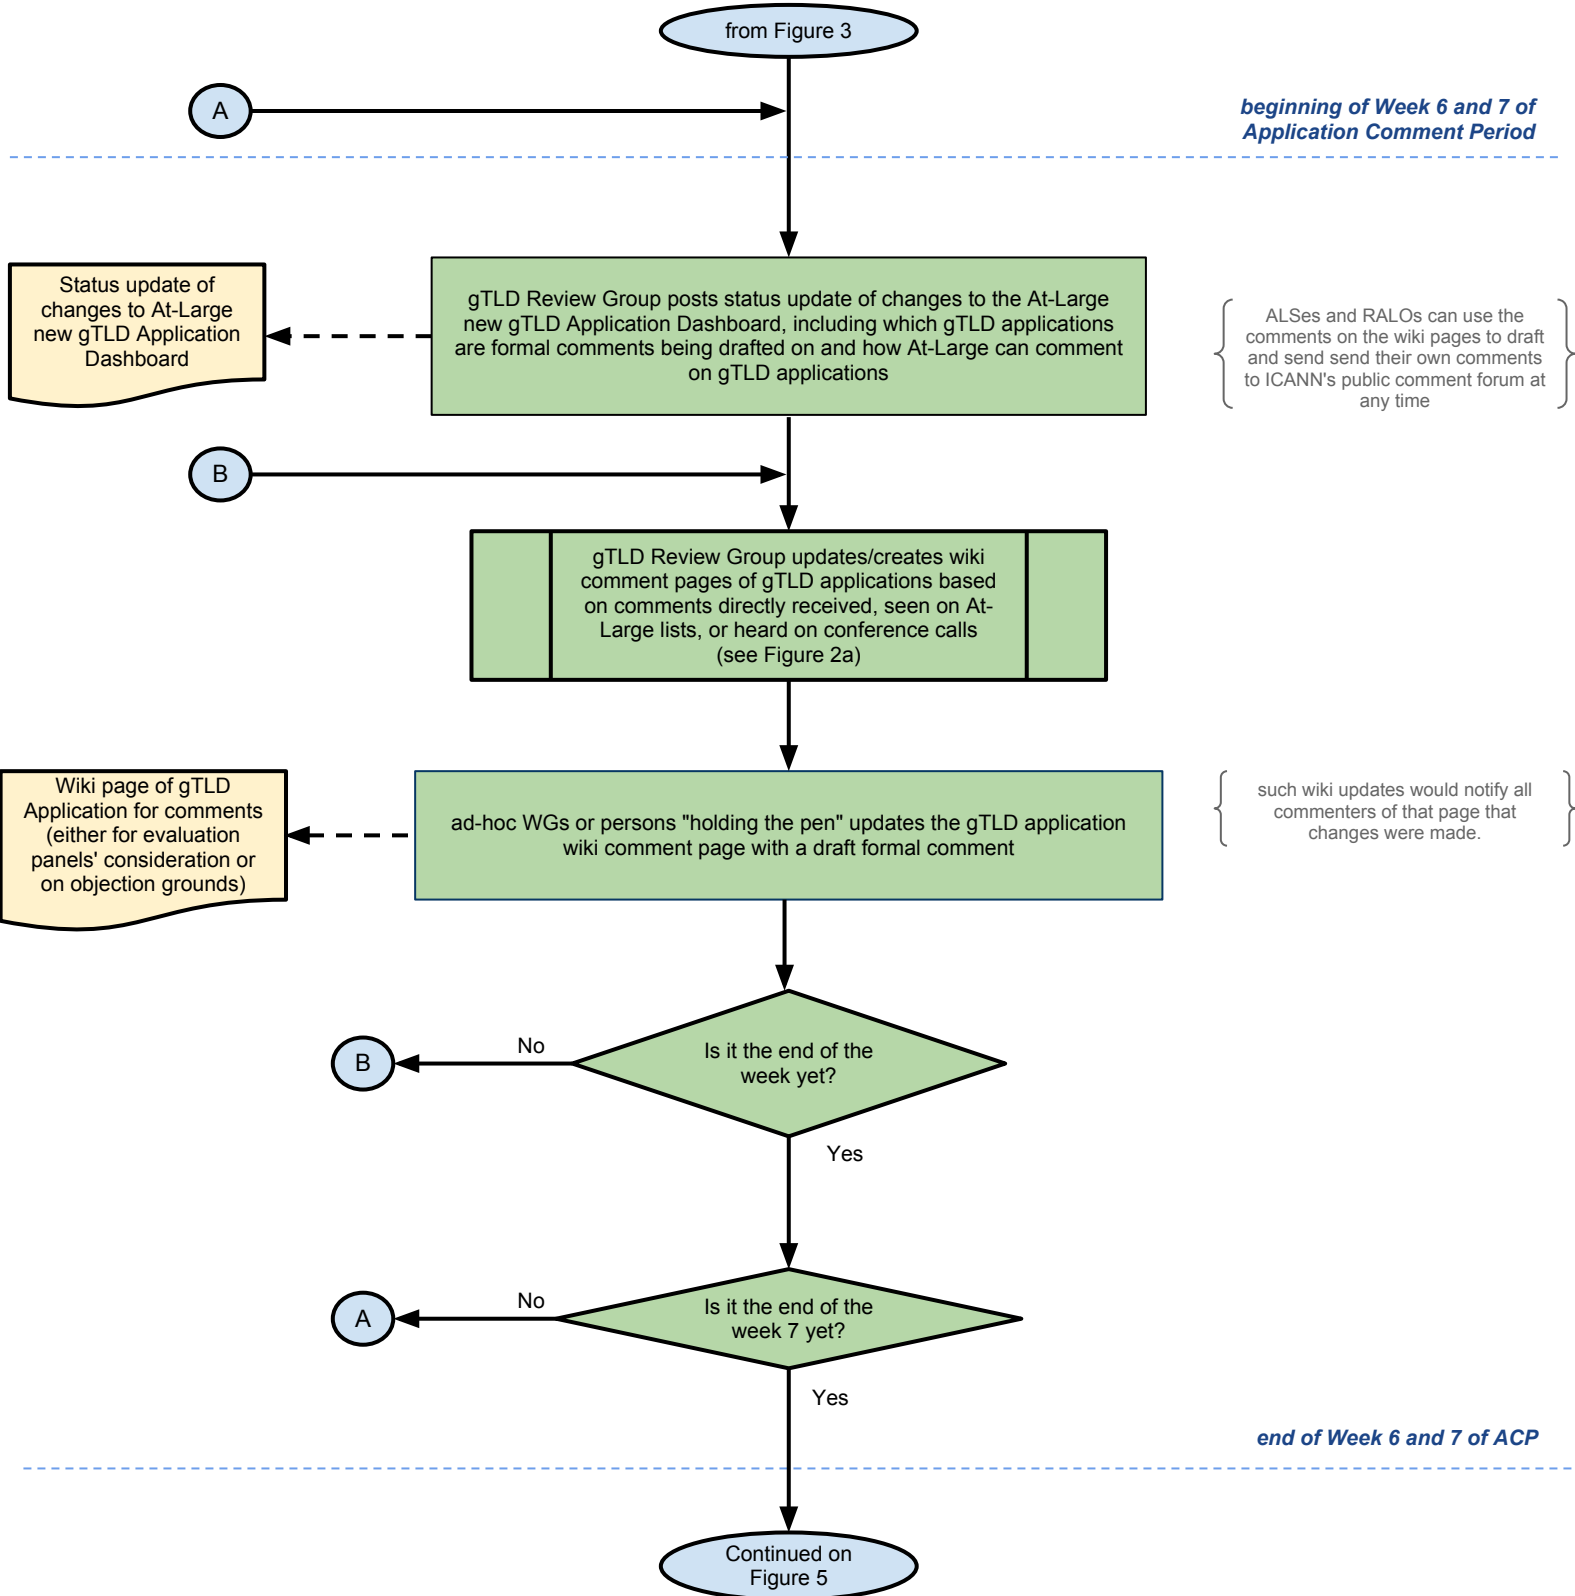 from Figure 3
A
beginning of Week 6 and 7 of
Application Comment Period
Status update of
changes to At-Large
new gTLD Application
Dashboard
gTLD Review Group posts status update of changes to the At-Large
new gTLD Application Dashboard, including which gTLD applications
are formal comments being drafted on and how At-Large can comment
on gTLD applications
ALSes and RALOs can use the
comments on the wiki pages to draft
and send send their own comments
to ICANN's public comment forum at
any time
B
gTLD Review Group updates/creates wiki
comment pages of gTLD applications based
on comments directly received, seen on At-
Large lists, or heard on conference calls
(see Figure 2a)
Wiki page of gTLD
Application for comments
(either for evaluation
panels' consideration or
on objection grounds)
ad-hoc WGs or persons "holding the pen" updates the gTLD application
wiki comment page with a draft formal comment
such wiki updates would notify all
commenters of that page that
changes were made.
B
No
Is it the end of the
week yet?
Yes
A
No
Is it the end of the
week 7 yet?
Yes
end of Week 6 and 7 of ACP
Continued on
Figure 5